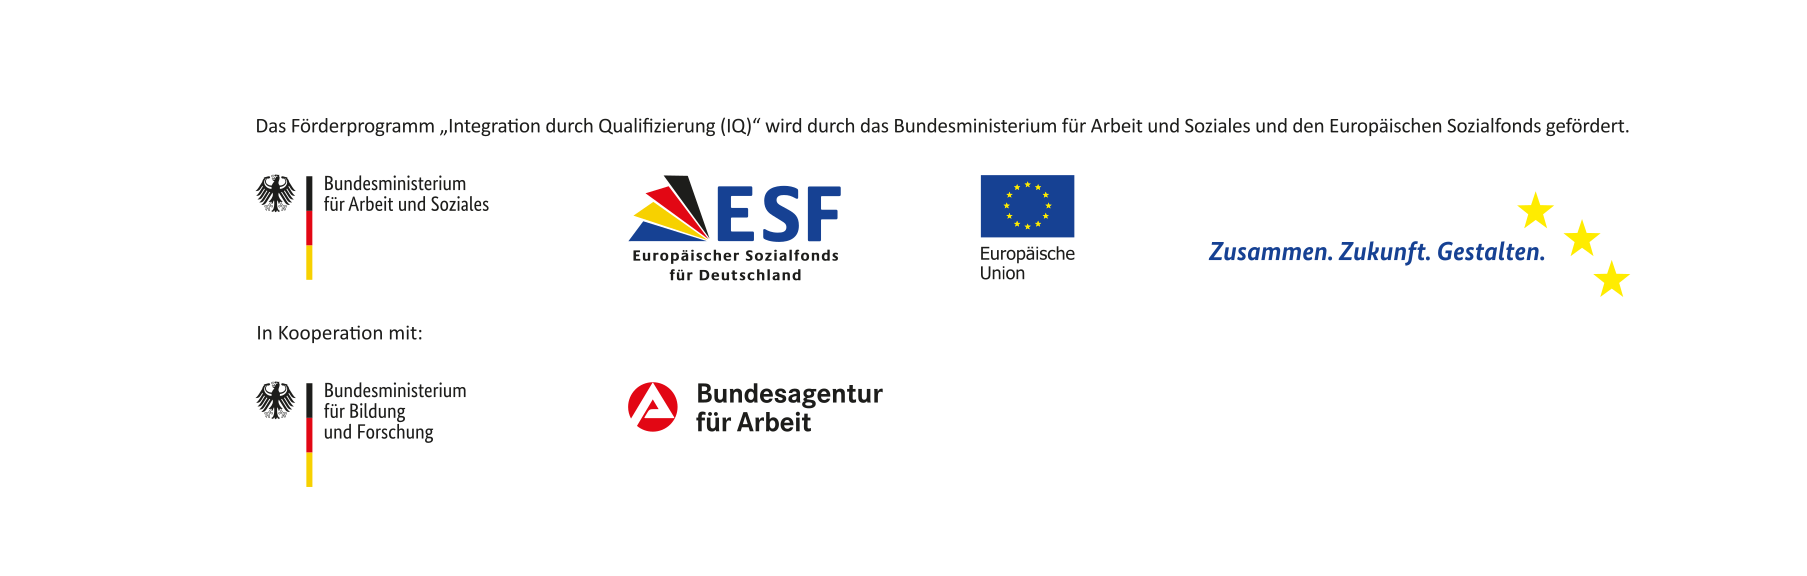 Das Förderprogramm „Integration durch Qualifizierung (IQ)“ wird durch das Bundesministerium für Arbeit und Soziales und den Europäischen Sozialfonds gefördert.
Bundesministerium
für Arbeit und Soziales
ESF
Europäischer Sozialfonds
für Deutschland
Europäische
Union
Zusammen. Zukunft. Gestalten.
In Kooperation mit:
Bundesministerium
für Bildung
und Forschung
Bundesagentur
für Arbeit